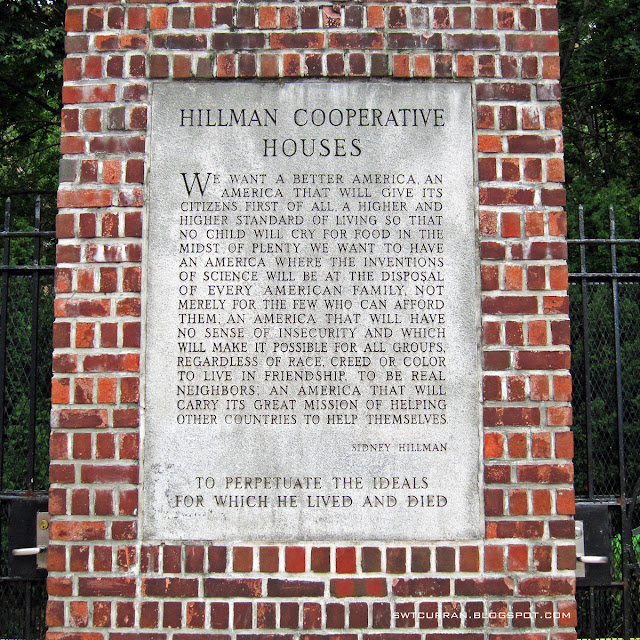 HILLMAN COOPERATIVE
HOUSES
WE WANT A BETTER AMERICA, AN
AMERICA THAT WILL GIVE ITS
CITIZENS FIRST OF ALL, A HIGHER AND
HIGHER STANDARD OF LIVING SO THAT
NO CHILD WILL CRY FOR FOOD IN THE
MIDST OF PLENTY. WE WANT TO HAVE
AN AMERICA WHERE THE INVENTIONS
OF SCIENCE WILL BE AT THE DISPOSAL
OF EVERY AMERICAN FAMILY, NOT
MERELY FOR THE FEW WHO CAN AFFORD
THEM, AN AMERICA THAT WILL HAVE
NO SENSE OF INSECURITY AND WHICH
WILL MAKE IT POSSIBLE FOR ALL GROUPS,
REGARDLESS OF RACE, CREED OR COLOR
TO LIVE IN FRIENDSHIP, TO BE REAL
NEIGHBORS; AN AMERICA THAT WILL
CARRY ITS GREAT MISSION OF HELPING
OTHER COUNTRIES TO HELP THEMSELVES
SIDNEY HILLMAN
TO PERPETUATE THE IDEALS
FOR WHICH HE LIVED AND DIED
SWTCURRAN.BLOGSPOT.COM